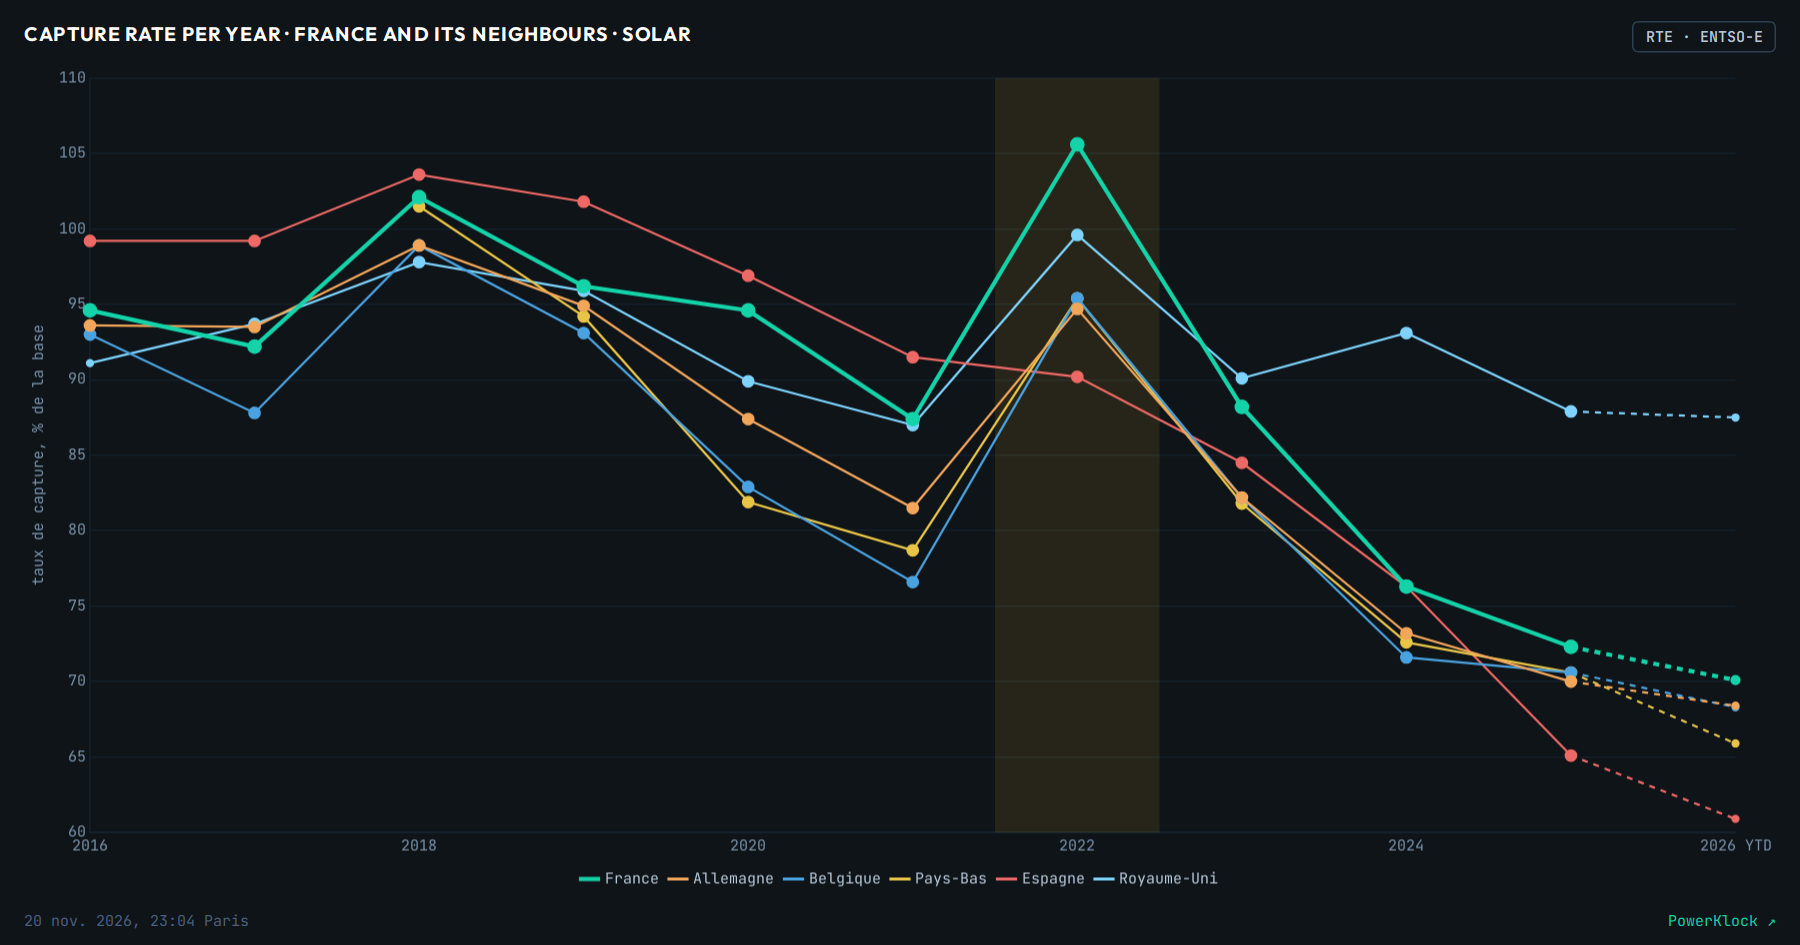 CAPTURE RATE PER YEAR · FRANCE AND ITS NEIGHBOURS · SOLAR
RTE · ENTSO-E
taux de capture, % de la base
110
105
100
95
90
85
80
75
70
65
60
2016
2018
2020
2022
2024
2026 YTD
France
Allemagne
Belgique
Pays-Bas
Espagne
Royaume-Uni
20 nov. 2026, 23:04 Paris
PowerKlock ↗